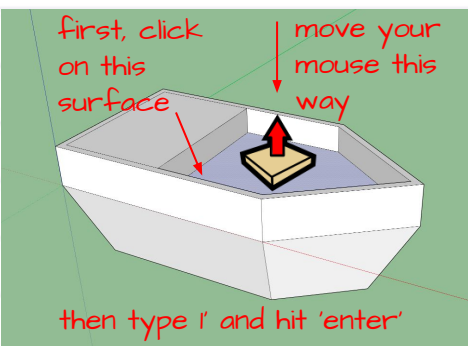 first, click
on this
surface
move your
mouse this
way
then type 1' and hit 'enter'